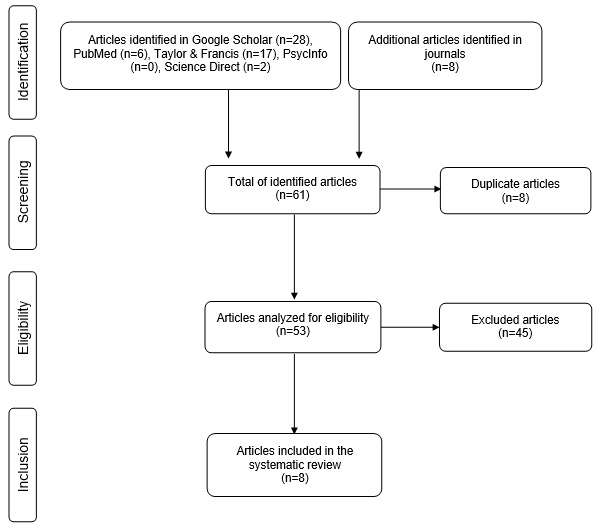 Identification
Articles identified in Google Scholar (n=28),
PubMed (n=6), Taylor & Francis (n=17), PsycInfo
(n=0), Science Direct (n=2)
Additional articles identified in
journals
(n=8)
Screening
Total of identified articles
(n=61)
Duplicate articles
(n=8)
Eligibility
Articles analyzed for eligibility
(n=53)
Excluded articles
(n=45)
Inclusion
Articles included in the
systematic review
(n=8)